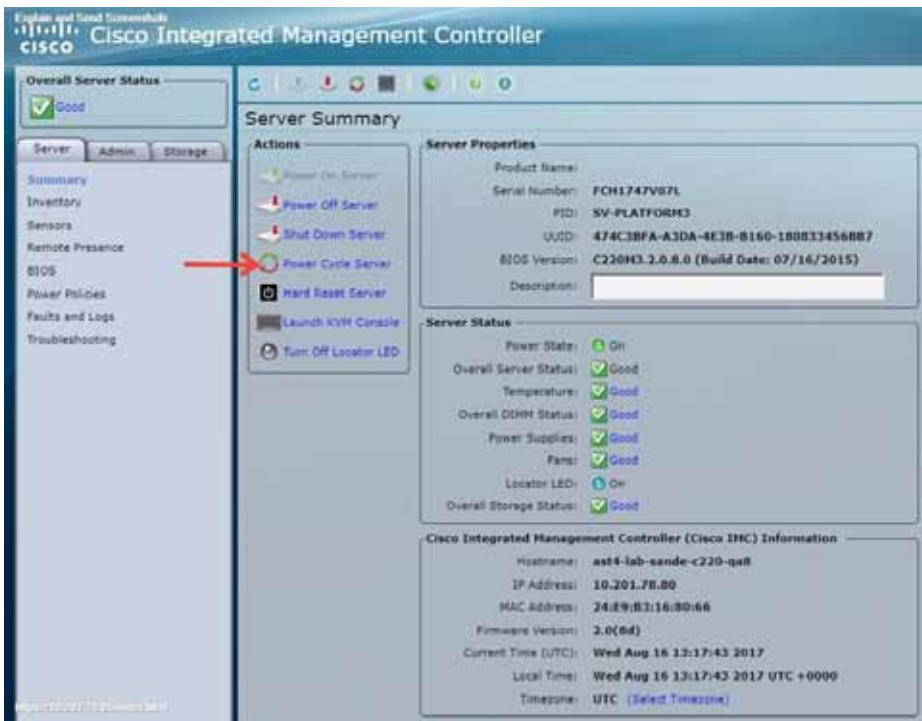 Explain and Send Screenshots
CISCO
Cisco Integrated Management Controller
Overall Server Status
Good
Server
Admin
Storage
Summary
Inventory
Sensors
Remote Presence
BIOS
Power Policies
Faults and Logs
Troubleshooting
Server Summary
Actions
Power On Server
Power Off Server
Shut Down Server
Power Cycle Server
Hard Reset Server
Launch KVM Console
Turn Off Locator LED
Server Properties
Product Name:
Serial Number: FCH1747V07L
PID: SV-PLATFORM3
BIOS Version: C220M3.2.0.8.0 (Build Date: 07/16/2015)
UUID:
Description:
Server Status
Power State: On
Overall Server Status: Good
Temperature: Good
Overall DIMM Status: Good
Power Supplies: Good
Fans: Good
Locator LED: On
Overall Storage Status: Good
Cisco Integrated Management Controller (Cisco IMC) Information
Hostname: ast4-lab-sande-c220-qa8
IP Address: 10.201.78.80
MAC Address: 24:E9:B3:16:80:66
Firmware Version: 2.0(8d)
Current Time (UTC): Wed Aug 16 13:17:43 2017
Local Time: Wed Aug 16 13:17:43 2017 UTC +0000
Timezone: UTC (Select Timezone)